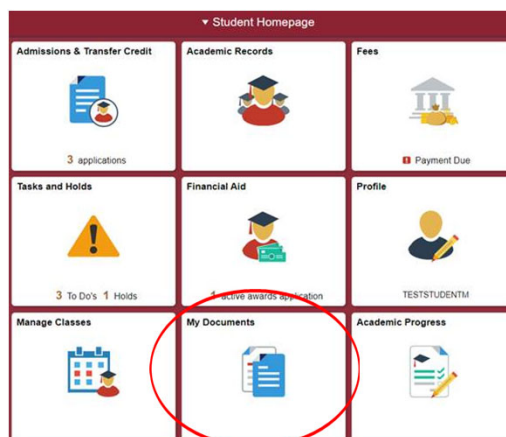 ▾ Student Homepage
Admissions & Transfer Credit
3 applications
Academic Records
Fees
Payment Due
Tasks and Holds
3 To Do's 1 Holds
Financial Aid
1 active awards application
Profile
TESTSTUDENTM
Manage Classes
My Documents
Academic Progress